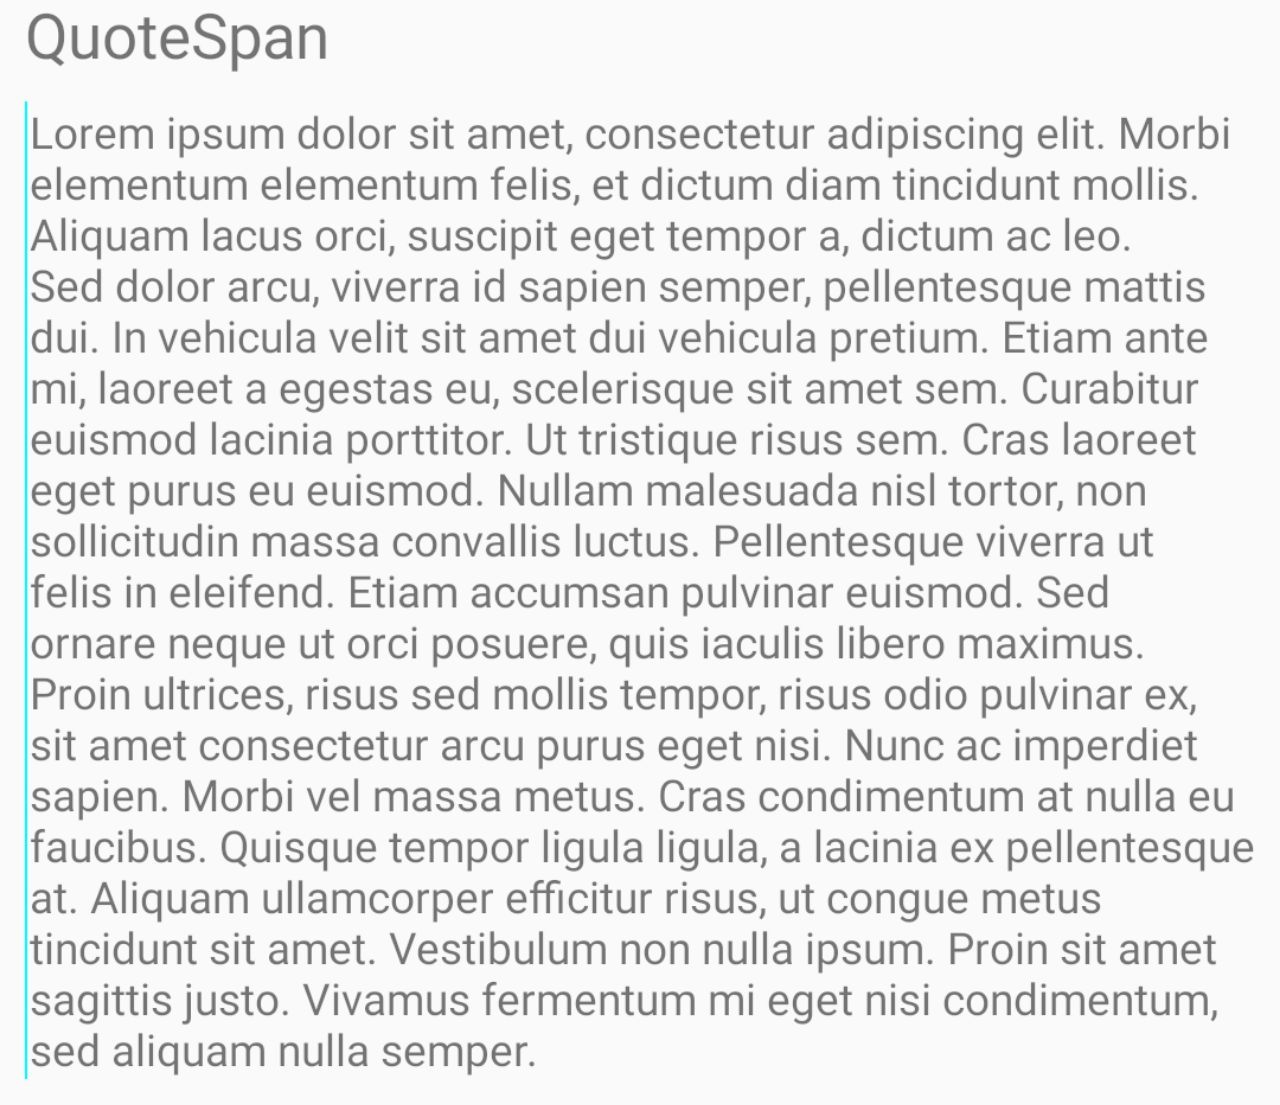 QuoteSpan
Lorem ipsum dolor sit amet, consectetur adipiscing elit. Morbi
elementum elementum felis, et dictum diam tincidunt mollis.
Aliquam lacus orci, suscipit eget tempor a, dictum ac leo.
Sed dolor arcu, viverra id sapien semper, pellentesque mattis
dui. In vehicula velit sit amet dui vehicula pretium. Etiam ante
mi, laoreet a egestas eu, scelerisque sit amet sem. Curabitur
euismod lacinia porttitor. Ut tristique risus sem. Cras laoreet
eget purus eu euismod. Nullam malesuada nisl tortor, non
sollicitudin massa convallis luctus. Pellentesque viverra ut
felis in eleifend. Etiam accumsan pulvinar euismod. Sed
ornare neque ut orci posuere, quis iaculis libero maximus.
Proin ultrices, risus sed mollis tempor, risus odio pulvinar ex,
sit amet consectetur arcu purus eget nisi. Nunc ac imperdiet
sapien. Morbi vel massa metus. Cras condimentum at nulla eu
faucibus. Quisque tempor ligula ligula, a lacinia ex pellentesque
at. Aliquam ullamcorper efficitur risus, ut congue metus
tincidunt sit amet. Vestibulum non nulla ipsum. Proin sit amet
sagittis justo. Vivamus fermentum mi eget nisi condimentum,
sed aliquam nulla semper.